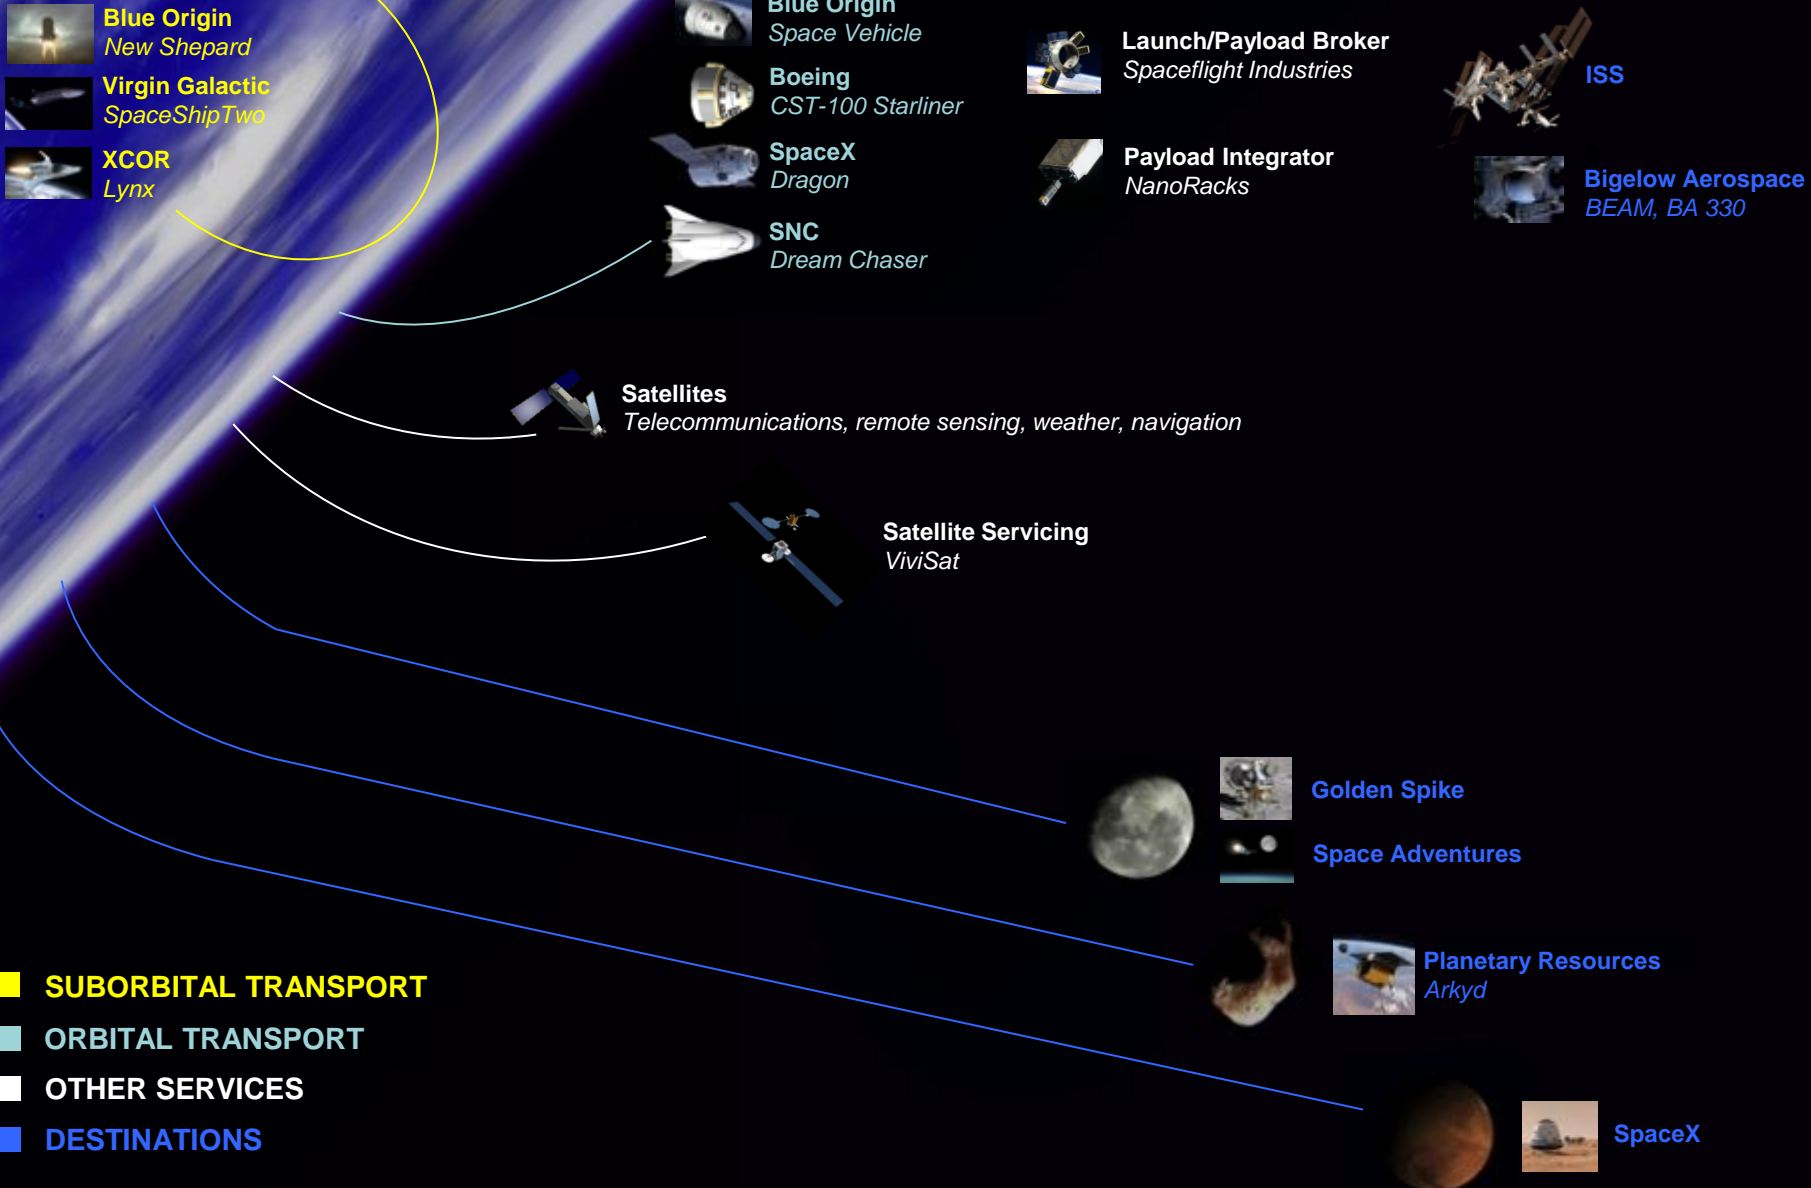 Blue Origin
New Shepard
Virgin Galactic
SpaceShipTwo
XCOR
Lynx
Blue Origin
Space Vehicle
Boeing
CST-100 Starliner
SpaceX
Dragon
SNC
Dream Chaser
Launch/Payload Broker
Spaceflight Industries
Payload Integrator
NanoRacks
ISS
Bigelow Aerospace
BEAM, BA 330
Satellites
Telecommunications, remote sensing, weather, navigation
Satellite Servicing
ViviSat
Golden Spike
Space Adventures
Planetary Resources
Arkyd
SpaceX
SUBORBITAL TRANSPORT
ORBITAL TRANSPORT
OTHER SERVICES
DESTINATIONS